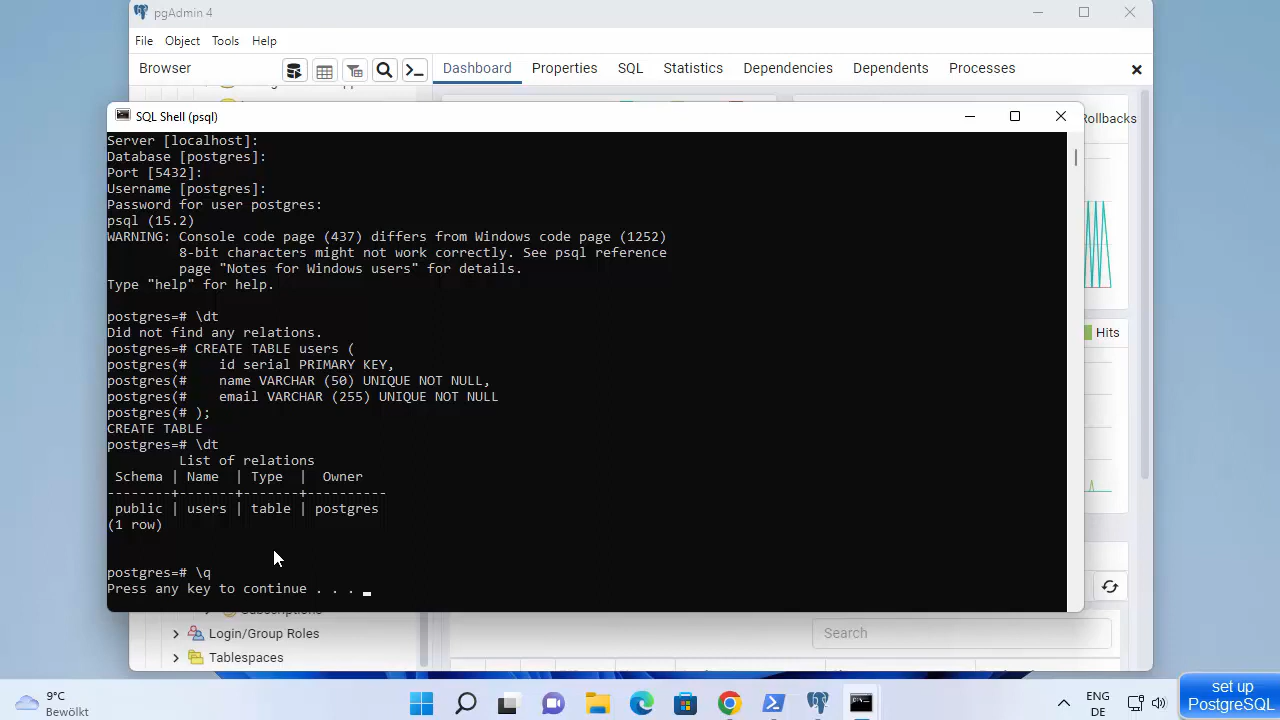 pgAdmin 4
File Object Tools Help
Browser Dashboard Properties SQL Statistics Dependencies Dependents Processes
SQL Shell (psql)
Rollbacks
Server [localhost]:
Database [postgres]:
Port [5432]:
Username [postgres]:
Password for user postgres:
psql (15.2)
WARNING: Console code page (437) differs from Windows code page (1252)
         8-bit characters might not work correctly. See psql reference
         page "Notes for Windows users" for details.
Type "help" for help.
postgres=# \dt
Did not find any relations.
Hits
postgres=# CREATE TABLE users (
postgres(#    id serial PRIMARY KEY,
postgres(#    name VARCHAR (50) UNIQUE NOT NULL,
postgres(#    email VARCHAR (255) UNIQUE NOT NULL
postgres(# );
CREATE TABLE
postgres=# \dt
         List of relations
 Schema | Name  | Type  |  Owner
--------+-------+-------+----------
 public | users | table | postgres
(1 row)
postgres=# \q
Press any key to continue . . .
Subscriptions
Login/Group Roles
Search
Tablespaces
9°C
Bewölkt
ENG
DE
set up
PostgreSQL